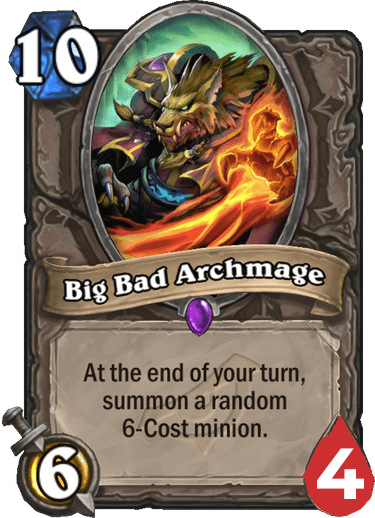 10
Big Bad Archmage
At the end of your turn,
summon a random
6-Cost minion.
6
4